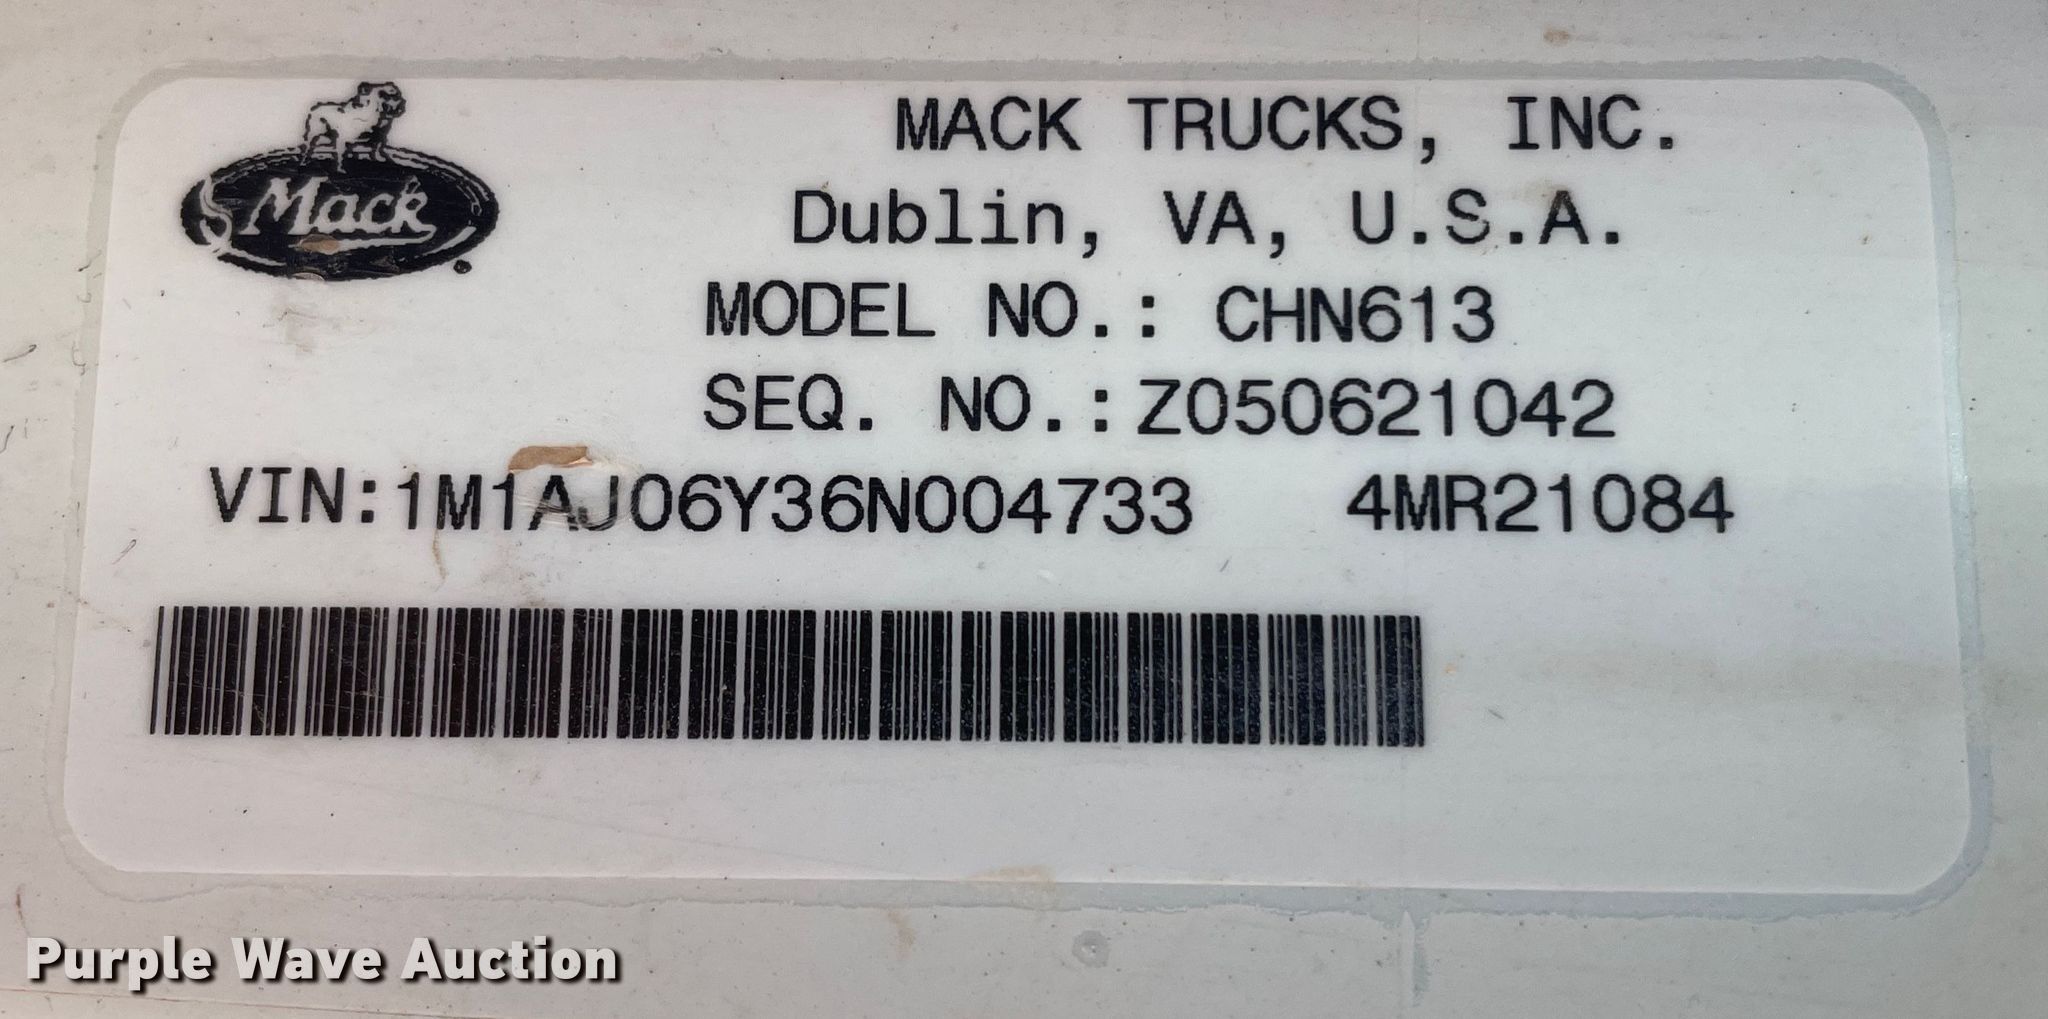 Mack
MACK TRUCKS, INC.
Dublin, VA, U.S.A.
MODEL NO.: CHN613
SEQ. NO.:Z050621042
VIN:1M1AJ06Y36N004733 4MR21084
Purple Wave Auction